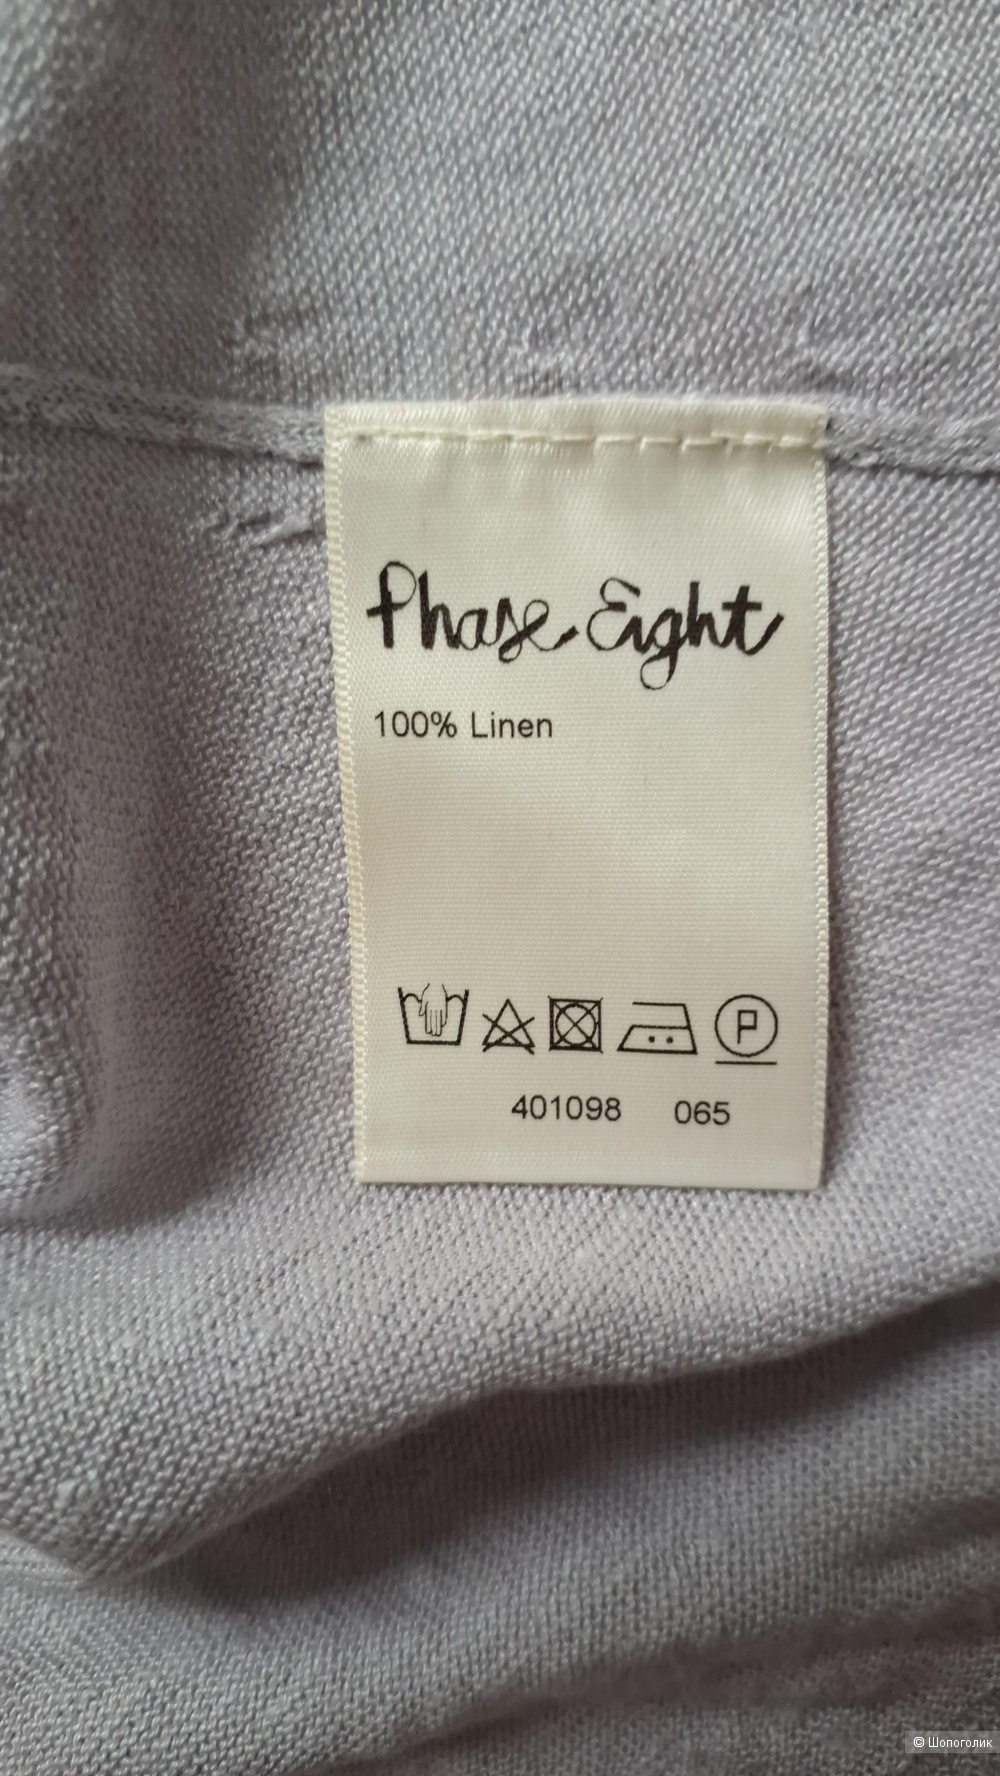 Phase Eight
100% Linen
P
401098 065
© Шопоголик